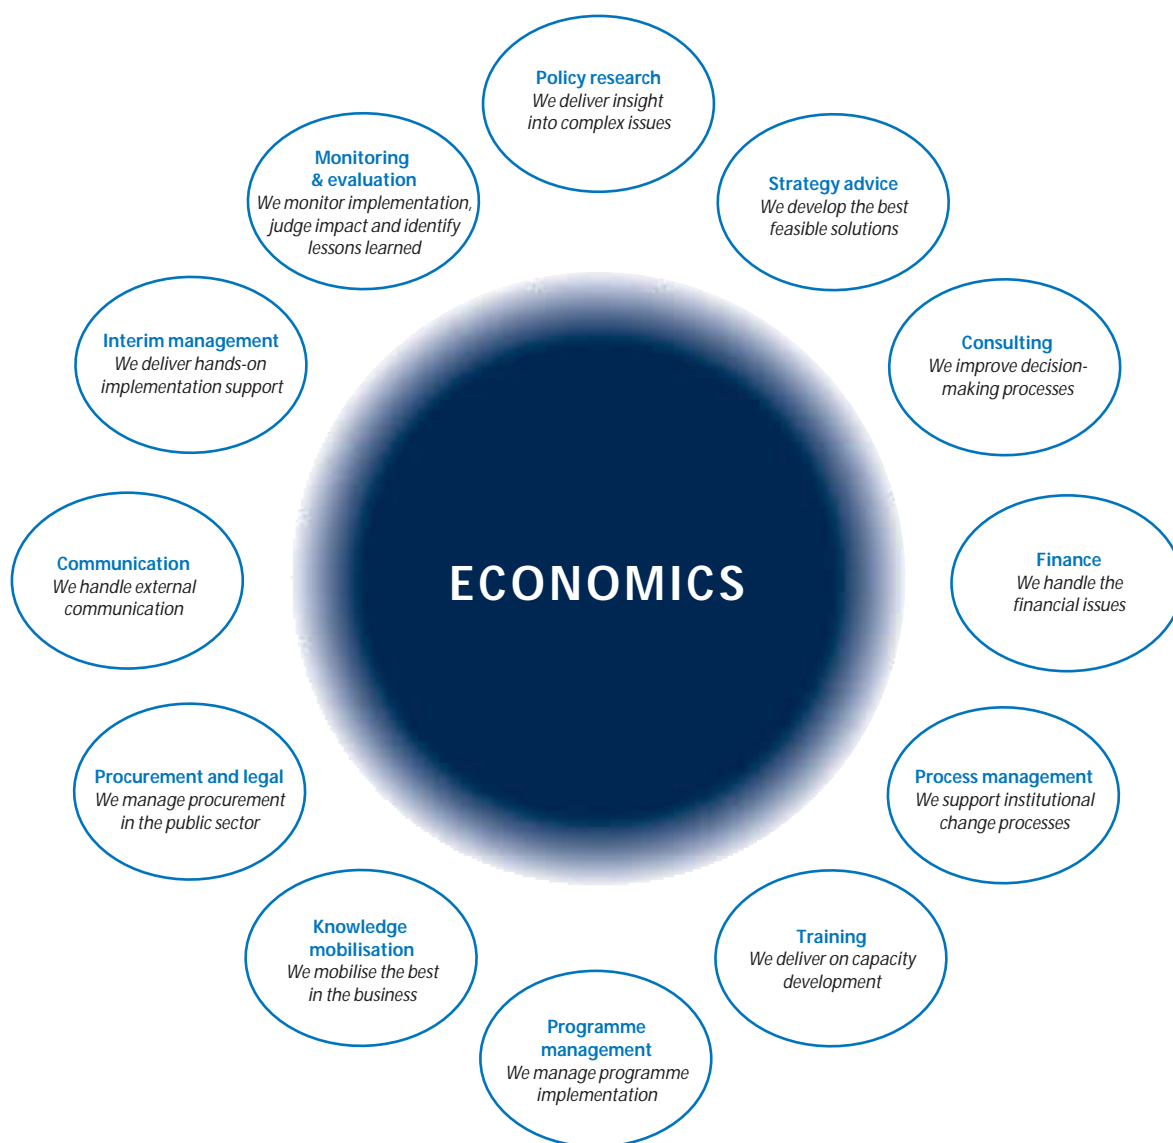 Policy research
We deliver insight
into complex issues
Strategy advice
We develop the best
feasible solutions
Consulting
We improve decision-
making processes
Finance
We handle the
financial issues
Process management
We support institutional
change processes
Training
We deliver on capacity
development
Programme
management
We manage programme
implementation
Knowledge
mobilisation
We mobilise the best
in the business
Procurement and legal
We manage procurement
in the public sector
Communication
We handle external
communication
Interim management
We deliver hands-on
implementation support
Monitoring
& evaluation
We monitor implementation,
judge impact and identify
lessons learned
ECONOMICS